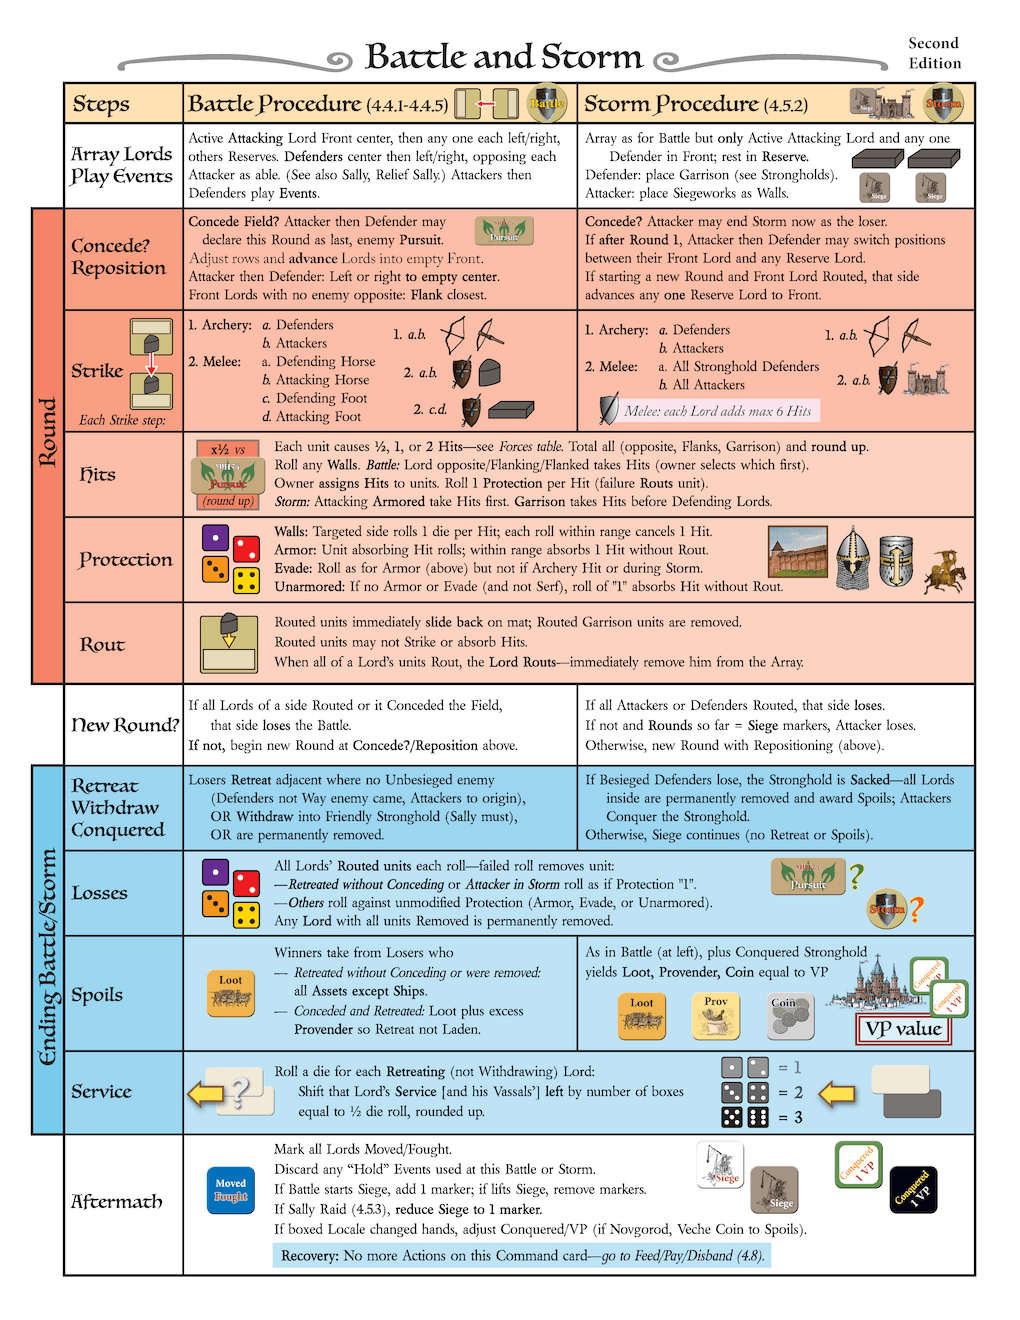 Battle and Storm
Second
Edition
Steps
Battle Procedure (4.4.1-4.4.5)
Battle
Storm Procedure (4.5.2)
Siege
Storm
Array Lords
Play Events
Active Attacking Lord Front center, then any one each left/right,
others Reserves. Defenders center then left/right, opposing each
Attacker as able. (See also Sally, Relief Sally.) Attackers then
Defenders play Events.
Array as for Battle but only Active Attacking Lord and any one
Defender in Front; rest in Reserve.
Defender: place Garrison (see Strongholds).
Attacker: place Siegeworks as Walls.
Siege
Siege
Round
Concede?
Reposition
Concede Field? Attacker then Defender may
declare this Round as last, enemy Pursuit.
Adjust rows and advance Lords into empty Front.
Attacker then Defender: Left or right to empty center.
Front Lords with no enemy opposite: Flank closest.
Pursuit
Concede? Attacker may end Storm now as the loser.
If after Round 1, Attacker then Defender may switch positions
between their Front Lord and any Reserve Lord.
If starting a new Round and Front Lord Routed, that side
advances any one Reserve Lord to Front.
Strike
Each Strike step:
1. Archery: a. Defenders
b. Attackers
2. Melee: a. Defending Horse
b. Attacking Horse
c. Defending Foot
d. Attacking Foot
1. a.b.
2. a.b.
2. c.d.
1. Archery: a. Defenders
b. Attackers
2. Melee: a. All Stronghold Defenders
b. All Attackers
1. a.b.
2. a.b.
Melee: each Lord adds max 6 Hits
Hits
x½ vs
Pursuit
(round up)
Each unit causes ½, 1, or 2 Hits—see Forces table. Total all (opposite, Flanks, Garrison) and round up.
Roll any Walls. Battle: Lord opposite/Flanking/Flanked takes Hits (owner selects which first).
Owner assigns Hits to units. Roll 1 Protection per Hit (failure Routs unit).
Storm: Attacking Armored take Hits first. Garrison takes Hits before Defending Lords.
Protection
Walls: Targeted side rolls 1 die per Hit; each roll within range cancels 1 Hit.
Armor: Unit absorbing Hit rolls; within range absorbs 1 Hit without Rout.
Evade: Roll as for Armor (above) but not if Archery Hit or during Storm.
Unarmored: If no Armor or Evade (and not Serf), roll of "1" absorbs Hit without Rout.
Rout
Routed units immediately slide back on mat; Routed Garrison units are removed.
Routed units may not Strike or absorb Hits.
When all of a Lord's units Rout, the Lord Routs—immediately remove him from the Array.
New Round?
If all Lords of a side Routed or it Conceded the Field,
that side loses the Battle.
If not, begin new Round at Concede?/Reposition above.
If all Attackers or Defenders Routed, that side loses.
If not and Rounds so far = Siege markers, Attacker loses.
Otherwise, new Round with Repositioning (above).
Ending Battle/Storm
Retreat
Withdraw
Conquered
Losers Retreat adjacent where no Unbesieged enemy
(Defenders not Way enemy came, Attackers to origin),
OR Withdraw into Friendly Stronghold (Sally must),
OR are permanently removed.
If Besieged Defenders lose, the Stronghold is Sacked—all Lords
inside are permanently removed and award Spoils; Attackers
Conquer the Stronghold.
Otherwise, Siege continues (no Retreat or Spoils).
Losses
All Lords' Routed units each roll—failed roll removes unit:
—Retreated without Conceding or Attacker in Storm roll as if Protection "1".
—Others roll against unmodified Protection (Armor, Evade, or Unarmored).
Any Lord with all units Removed is permanently removed.
Pursuit
?
Storm
?
Spoils
Loot
Winners take from Losers who
— Retreated without Conceding or were removed:
all Assets except Ships.
— Conceded and Retreated: Loot plus excess
Provender so Retreat not Laden.
As in Battle (at left), plus Conquered Stronghold
yields Loot, Provender, Coin equal to VP
Loot
Prov
Coin
Conquered
VP
Conquered
1 VP
VP value
Service
?
Roll a die for each Retreating (not Withdrawing) Lord:
Shift that Lord's Service [and his Vassals'] left by number of boxes
equal to ½ die roll, rounded up.
= 1
= 2
= 3
Aftermath
Moved
Fought
Mark all Lords Moved/Fought.
Discard any “Hold” Events used at this Battle or Storm.
If Battle starts Siege, add 1 marker; if lifts Siege, remove markers.
If Sally Raid (4.5.3), reduce Siege to 1 marker.
If boxed Locale changed hands, adjust Conquered/VP (if Novgorod, Veche Coin to Spoils).
Recovery: No more Actions on this Command card—go to Feed/Pay/Disband (4.8).
Siege
Siege
Conquered
1 VP
Conquered
1 VP